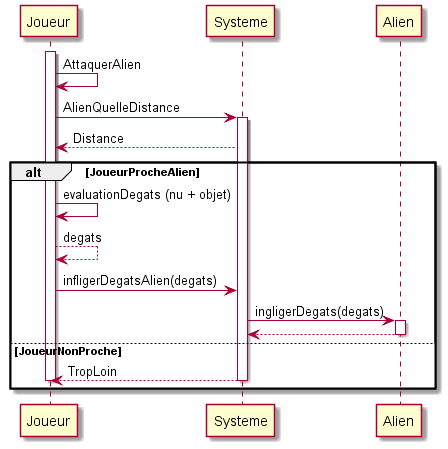 Joueur Systeme Alien
AttaquerAlien
AlienQuelleDistance
Distance
alt [JoueurProcheAlien]
evaluationDegats (nu + objet)
degats
infligerDegatsAlien(degats)
ingligerDegats(degats)
[JoueurNonProche]
TropLoin
Joueur Systeme Alien